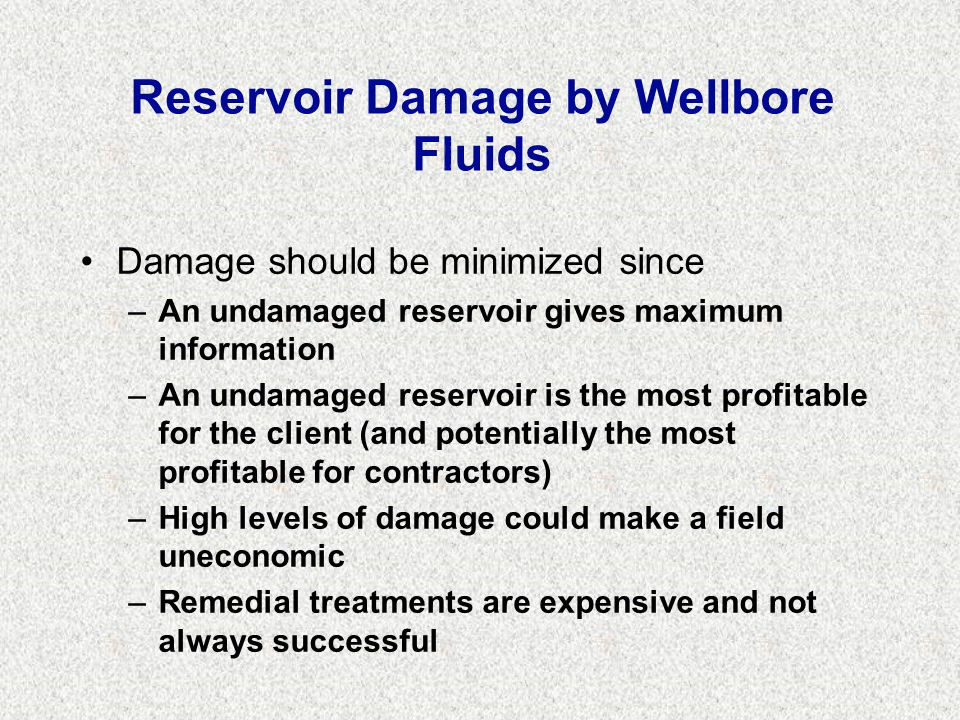 Reservoir Damage by Wellbore
Fluids
• Damage should be minimized since
– An undamaged reservoir gives maximum
information
– An undamaged reservoir is the most profitable
for the client (and potentially the most
profitable for contractors)
– High levels of damage could make a field
uneconomic
– Remedial treatments are expensive and not
always successful